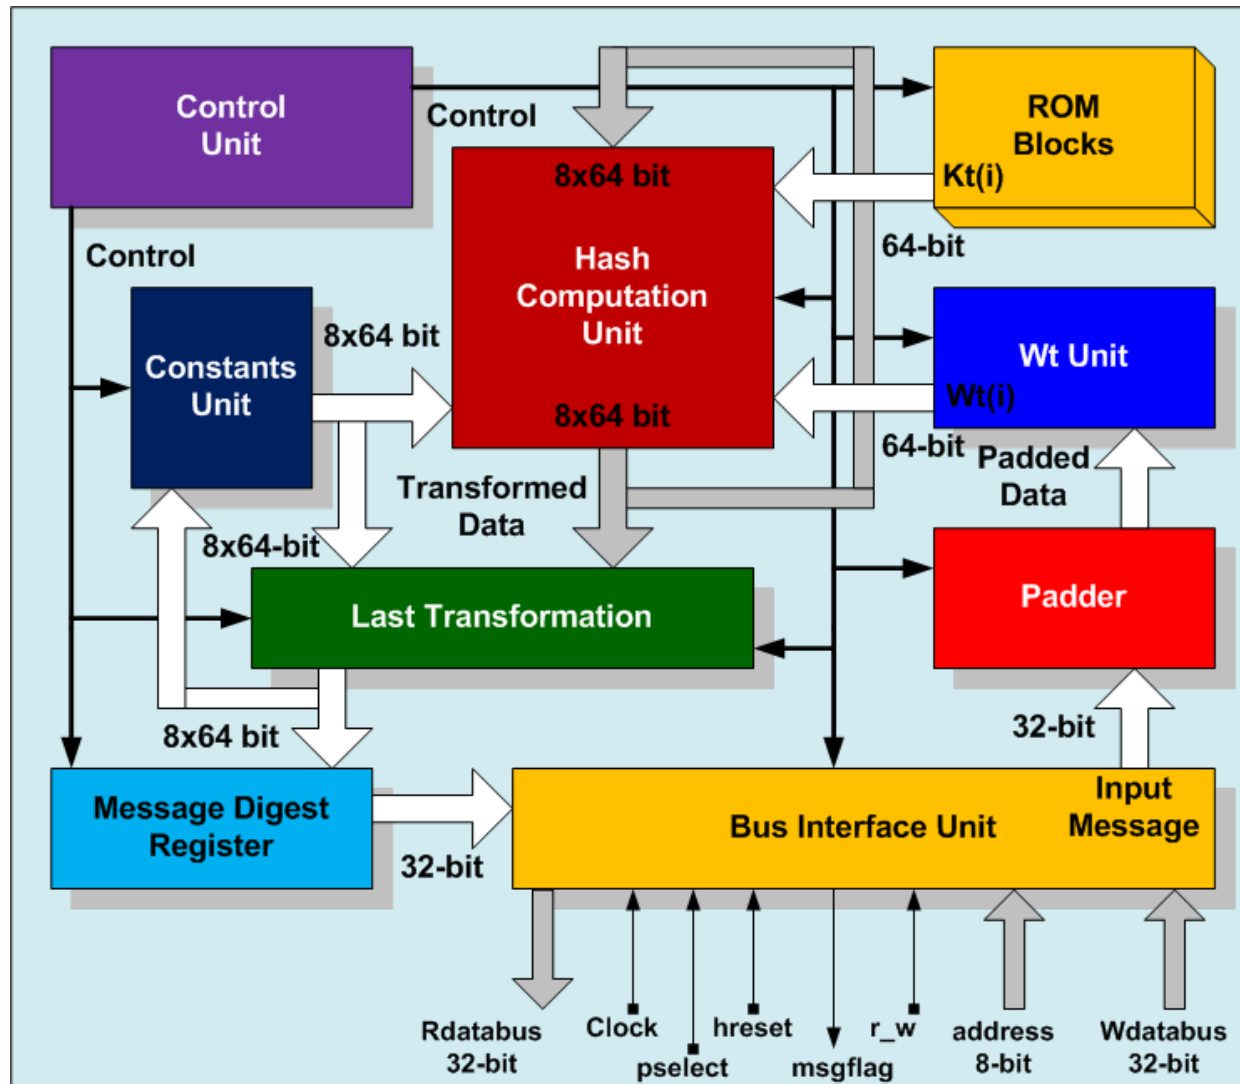 Control
Unit
Control
ROM
Blocks
8x64 bit
Kt(i)
64-bit
Control
Hash
Computation
Unit
8x64 bit
Constants
Unit
Wt Unit
Wt(i)
8x64 bit
64-bit
Transformed
Data
Padded
Data
8x64-bit
Last Transformation
Padder
8x64 bit
32-bit
Message Digest
Register
32-bit
Bus Interface Unit
Input
Message
Rdatabus
32-bit
Clock
pselect
hreset
msgflag
r_w
address
8-bit
Wdatabus
32-bit